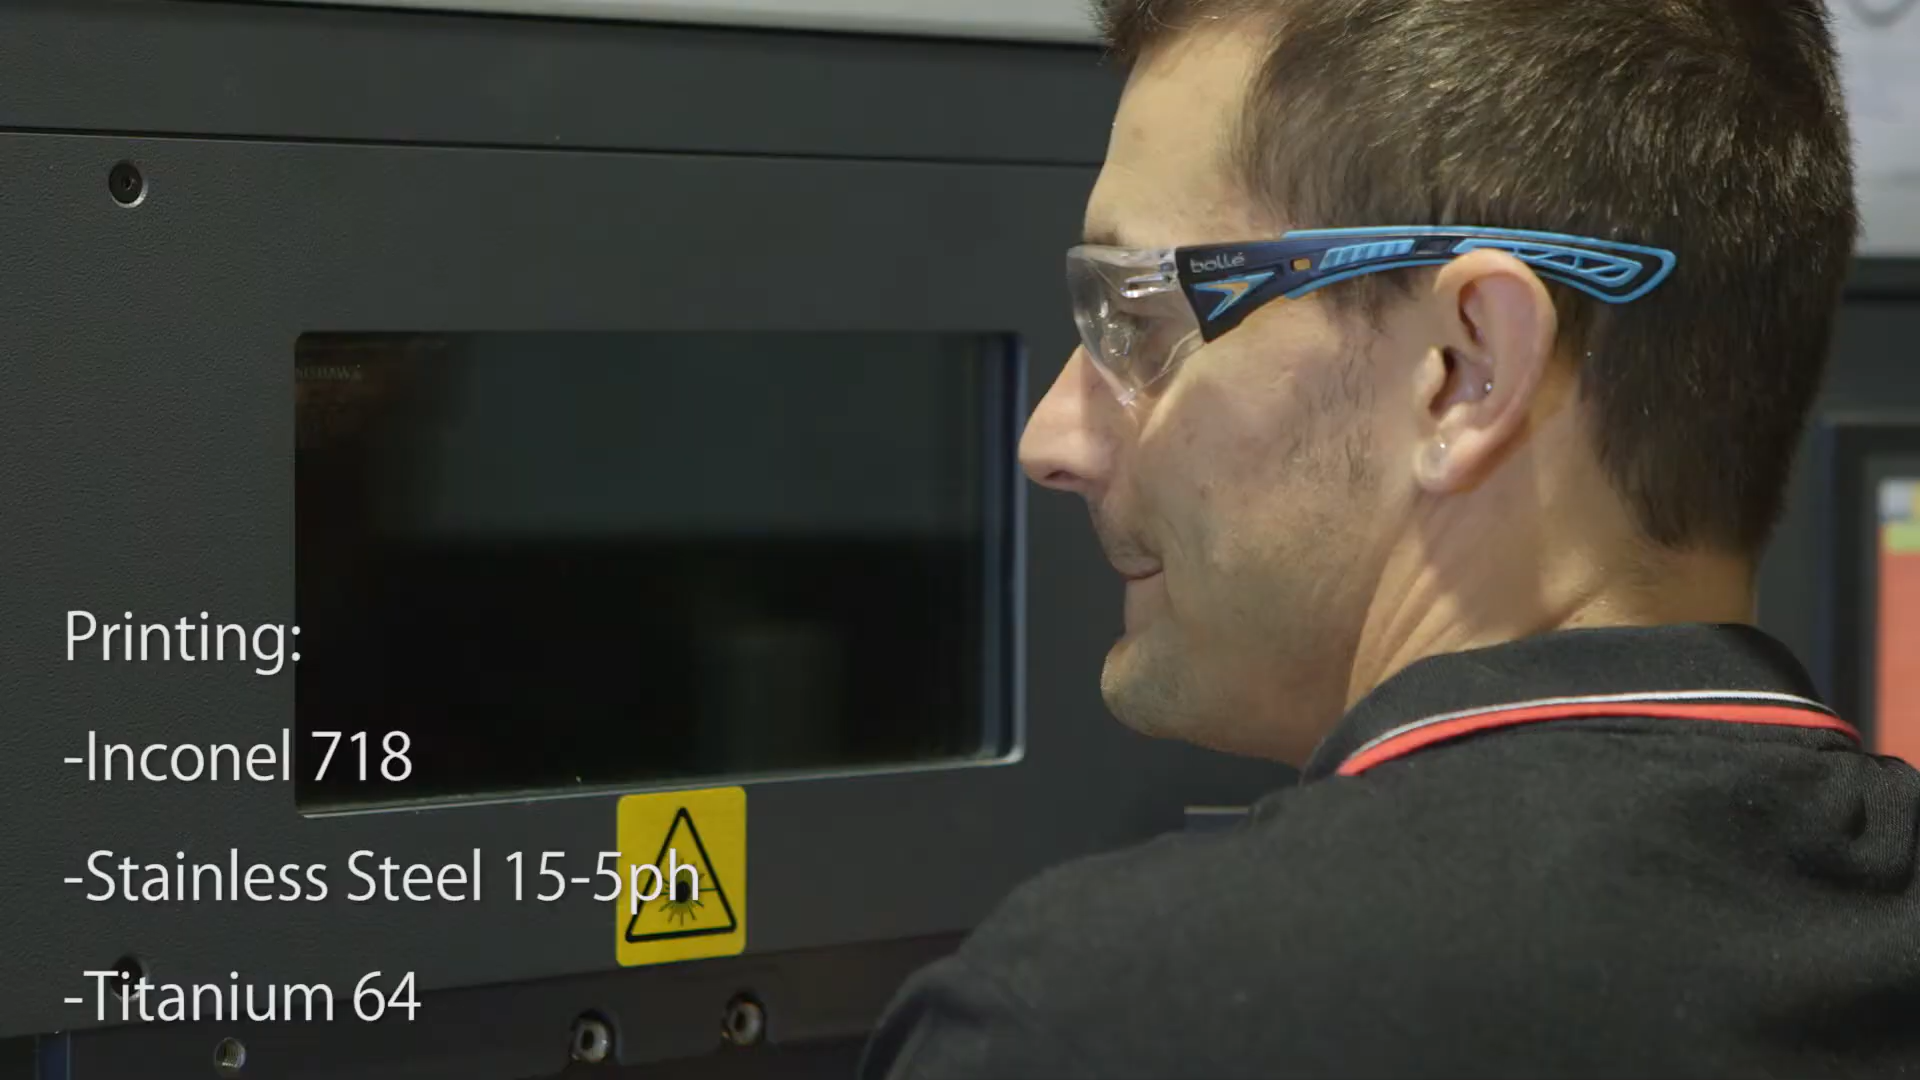 bollé
Printing:
-Inconel 718
-Stainless Steel 15-5ph
-Titanium 64